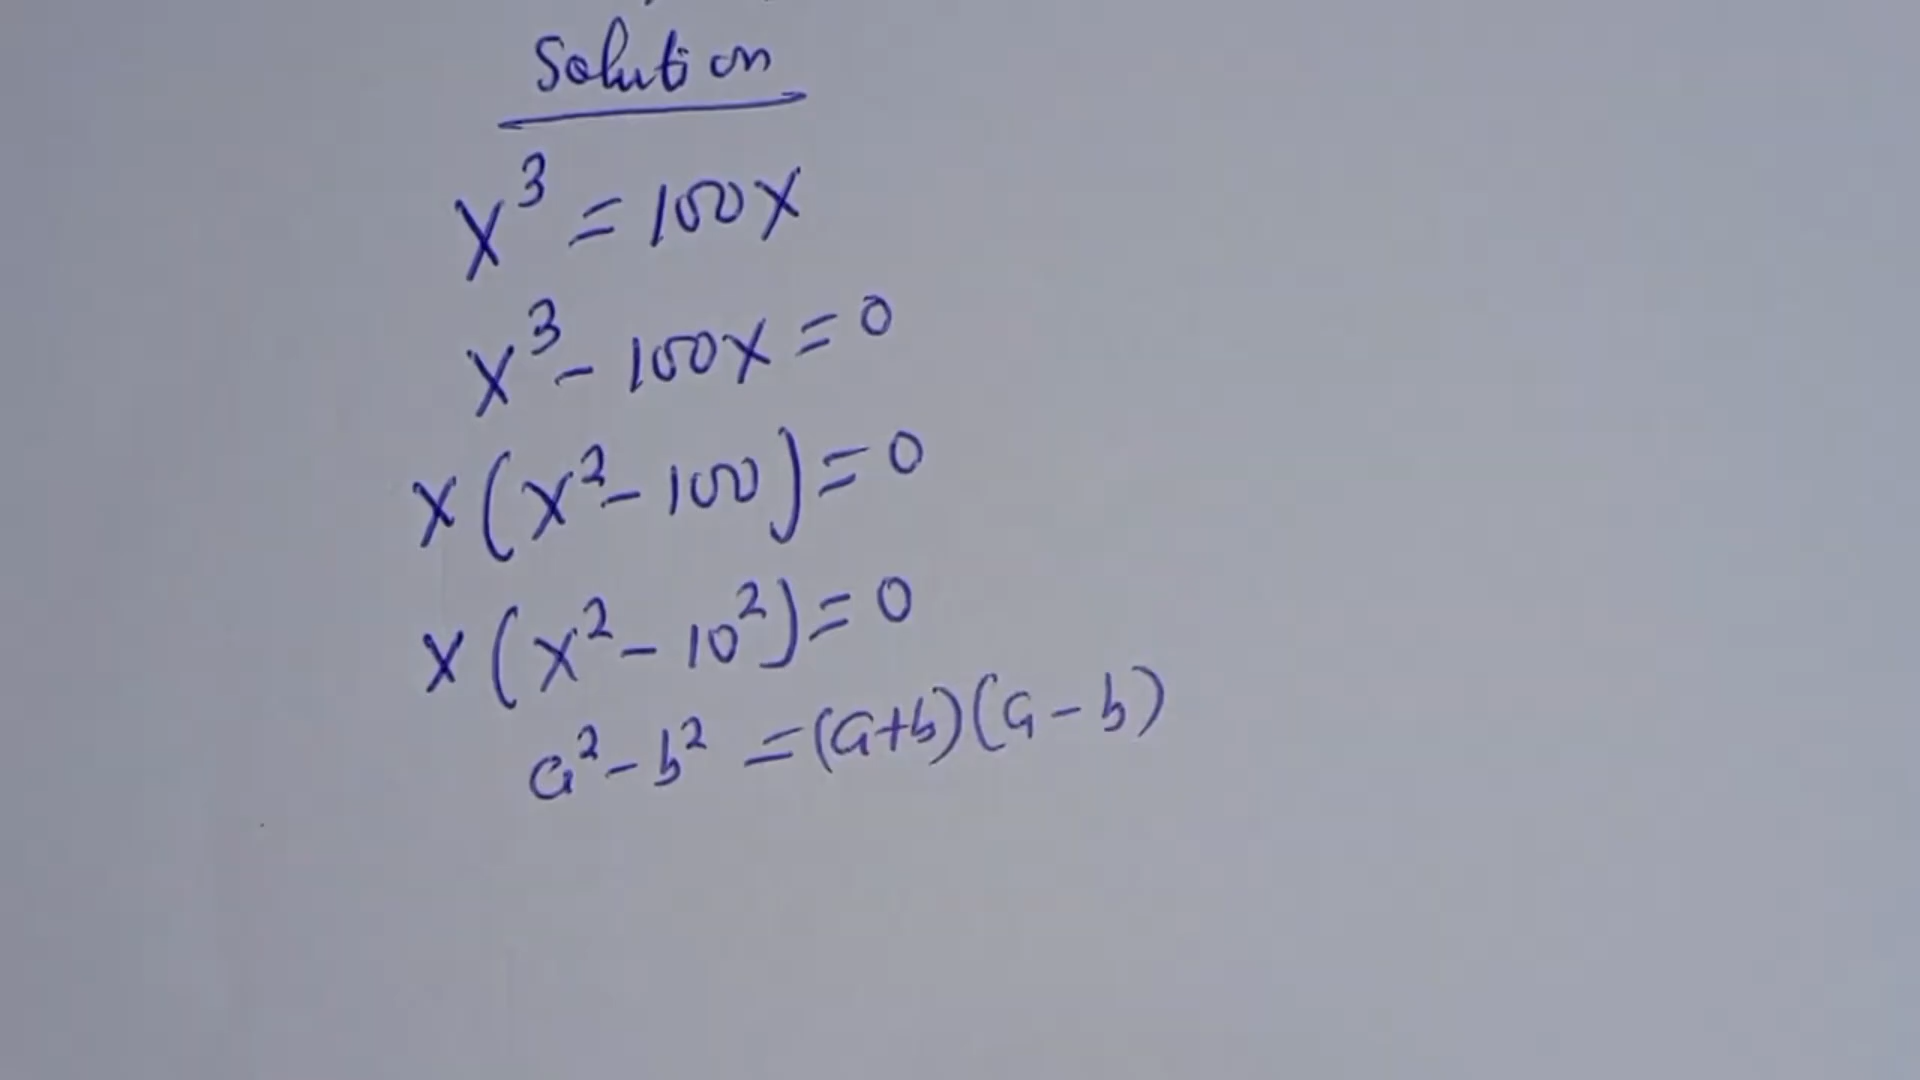 Solution
x³ = 100x
x³ - 100x = 0
x(x² - 100) = 0
x(x² - 10²) = 0
a² - b² = (a+b)(a-b)